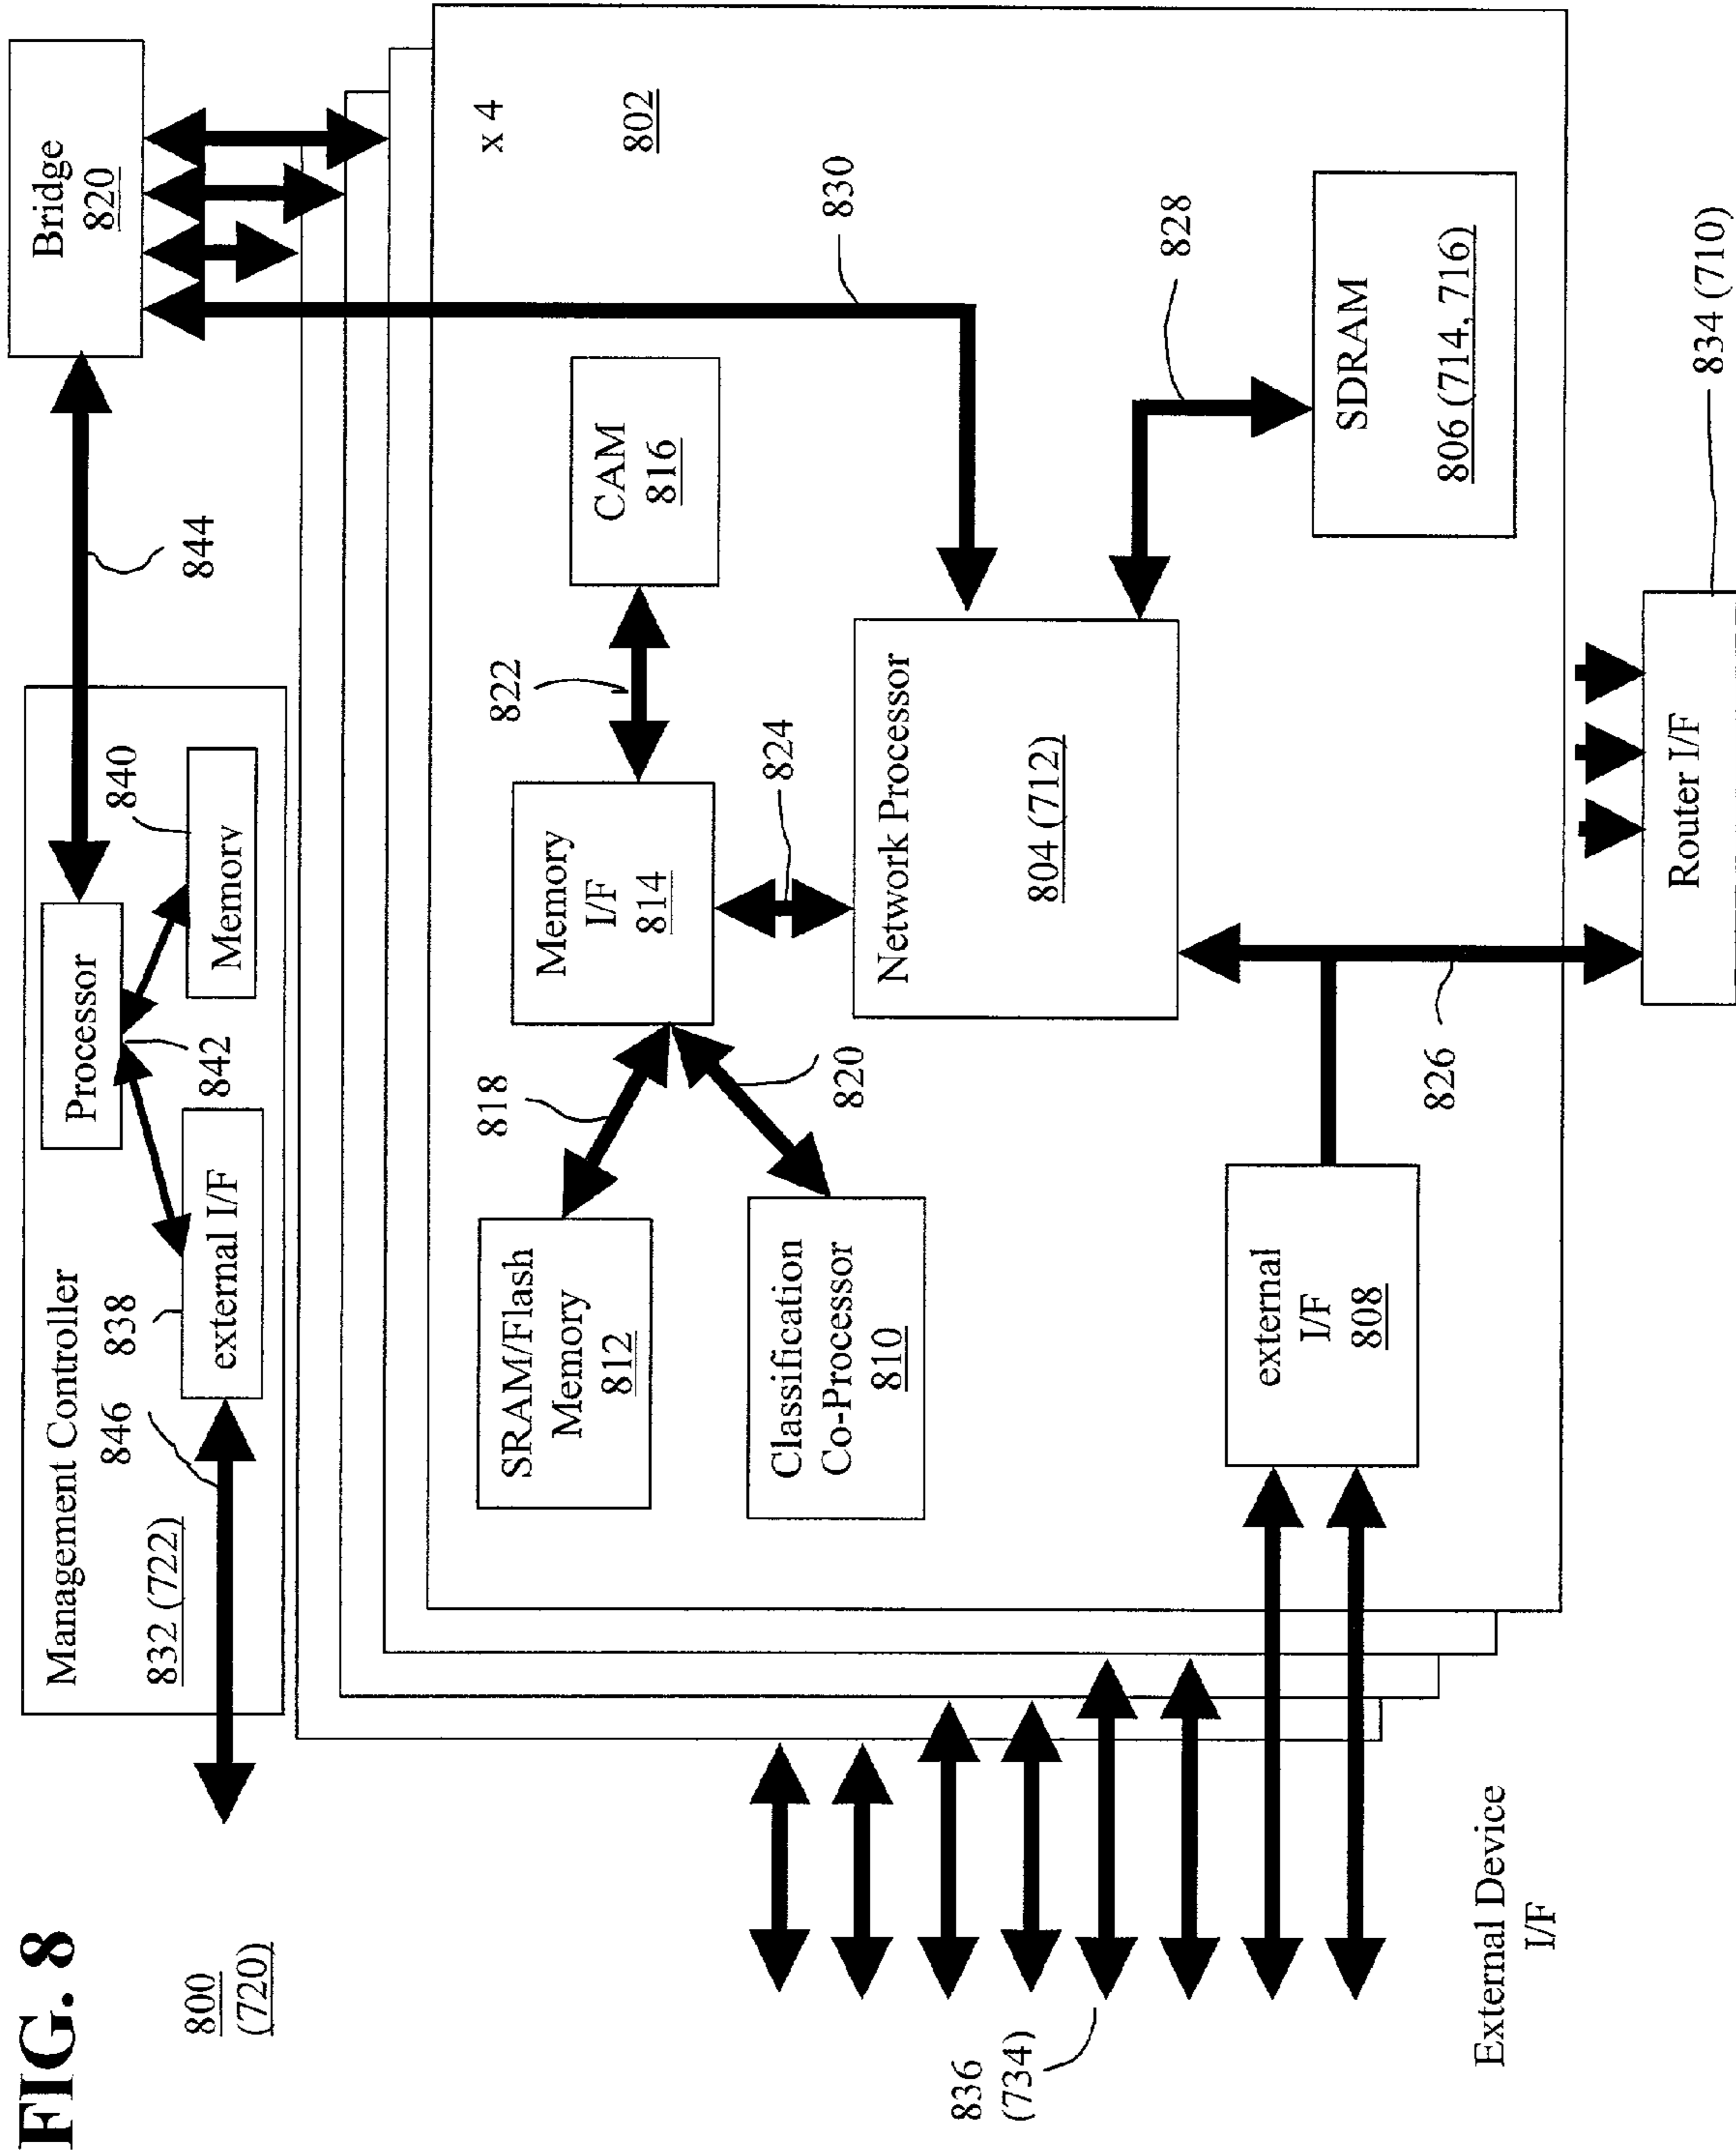 FIG. 8
800
(720)
Management Controller
832 (722)
846
838
external I/F
Processor
842
840
Memory
844
Bridge
820
x 4
802
SRAM/Flash
Memory
812
818
Classification
Co-Processor
810
820
Memory
I/F
814
822
CAM
816
824
Network Processor
804 (712)
830
828
SDRAM
806 (714, 716)
external
I/F
808
826
836
(734)
External Device
I/F
Router I/F
834 (710)